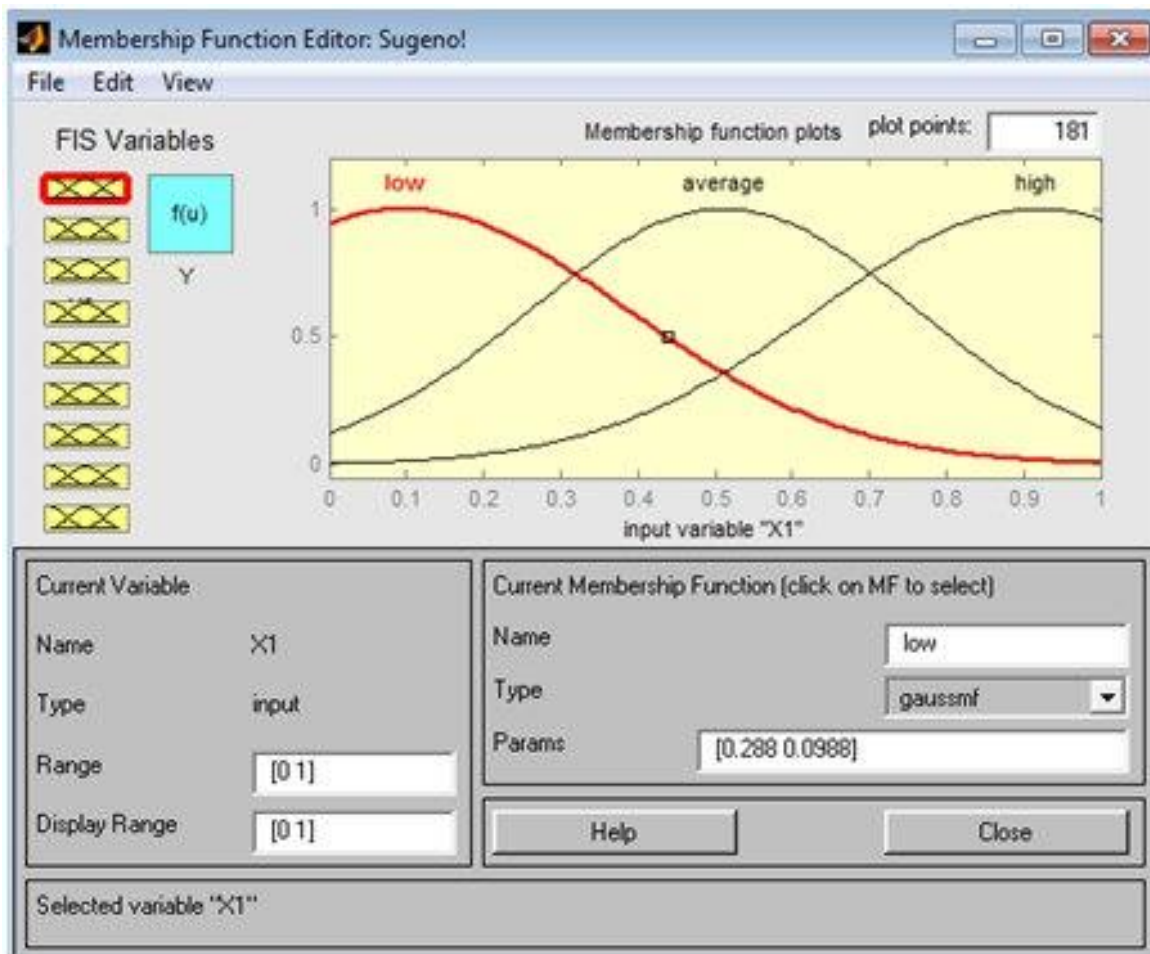 Membership Function Editor: Sugeno!
File Edit View
FIS Variables
f(u)
Y
Membership function plots plot points: 181
low average high
1
0.5
0
0 0.1 0.2 0.3 0.4 0.5 0.6 0.7 0.8 0.9 1
input variable "X1"
Current Variable
Name X1
Type input
Range [0 1]
Display Range [0 1]
Current Membership Function (click on MF to select)
Name low
Type gaussmf
Params [0.288 0.0988]
Help Close
Selected variable "X1"